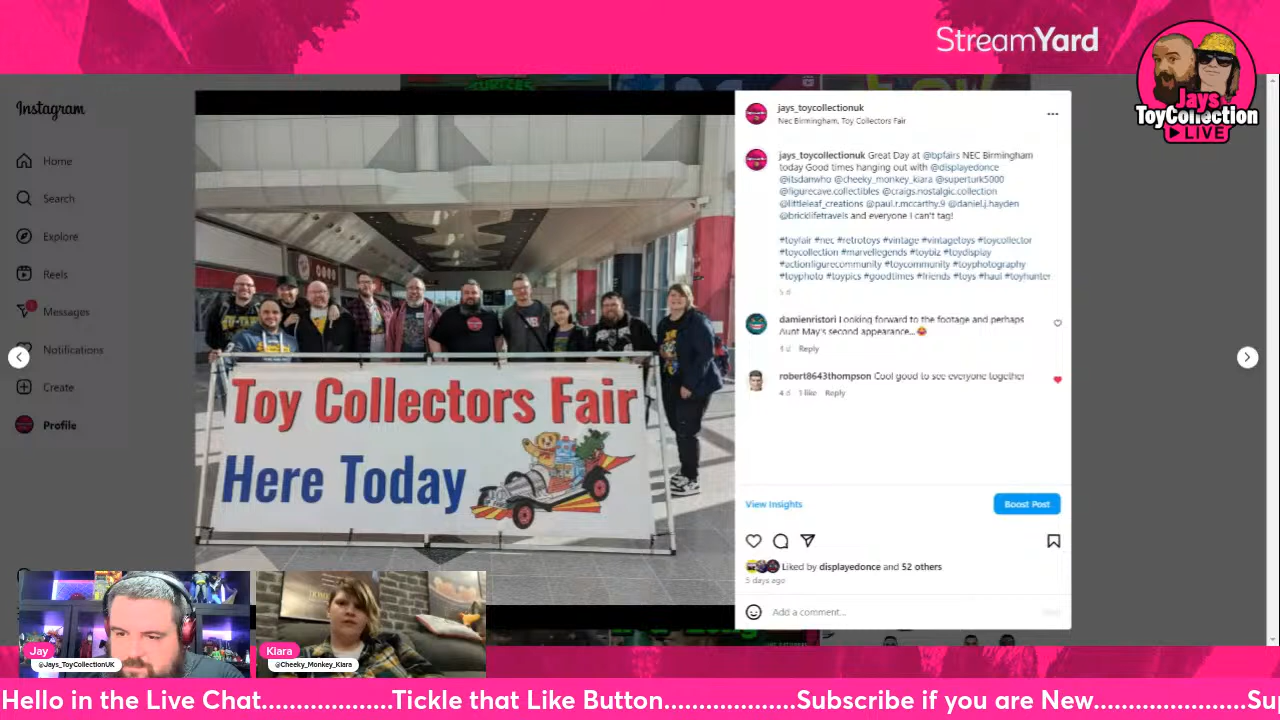 StreamYard
Jays
ToyCollection
LIVE
Instagram
Home
Search
Explore
Reels
Messages
Notifications
Create
Profile
Toy Collectors Fair
Here Today
jays_toycollectionuk
Nec Birmingham, Toy Collectors Fair
jays_toycollectionuk Great Day at @bpfairs NEC Birmingham
today Good times hanging out with @displayedonce
@itsdanwho @cheeky_monkey_kiara @superturk5000
@figurecave.collectibles @craigs.nostalgic.collection
@littleleaf_creations @paul.r.mccarthy.9 @daniel.j.hayden
@bricklifetravels and everyone I can't tag!
#toyfair #nec #retrotoys #vintage #vintagetoys #toycollector
#toycollection #marvellegends #toybiz #toydisplay
#actionfigurecommunity #toycommunity #toyphotography
#toyphoto #toypics #goodtimes #friends #toys #haul #toyhunter
5 d
damienristori Looking forward to the footage and perhaps
Aunt May's second appearance...
4 d Reply
robert8643thompson Cool good to see everyone together
4 d 1 like Reply
View Insights
Boost Post
Liked by displayedonce and 52 others
5 days ago
Add a comment...
Jay
@Jays_ToyCollectionUK
Kiara
@Cheeky_Monkey_Kiara
Hello in the Live Chat..................Tickle that Like Button..................Subscribe if you are New.....................Su